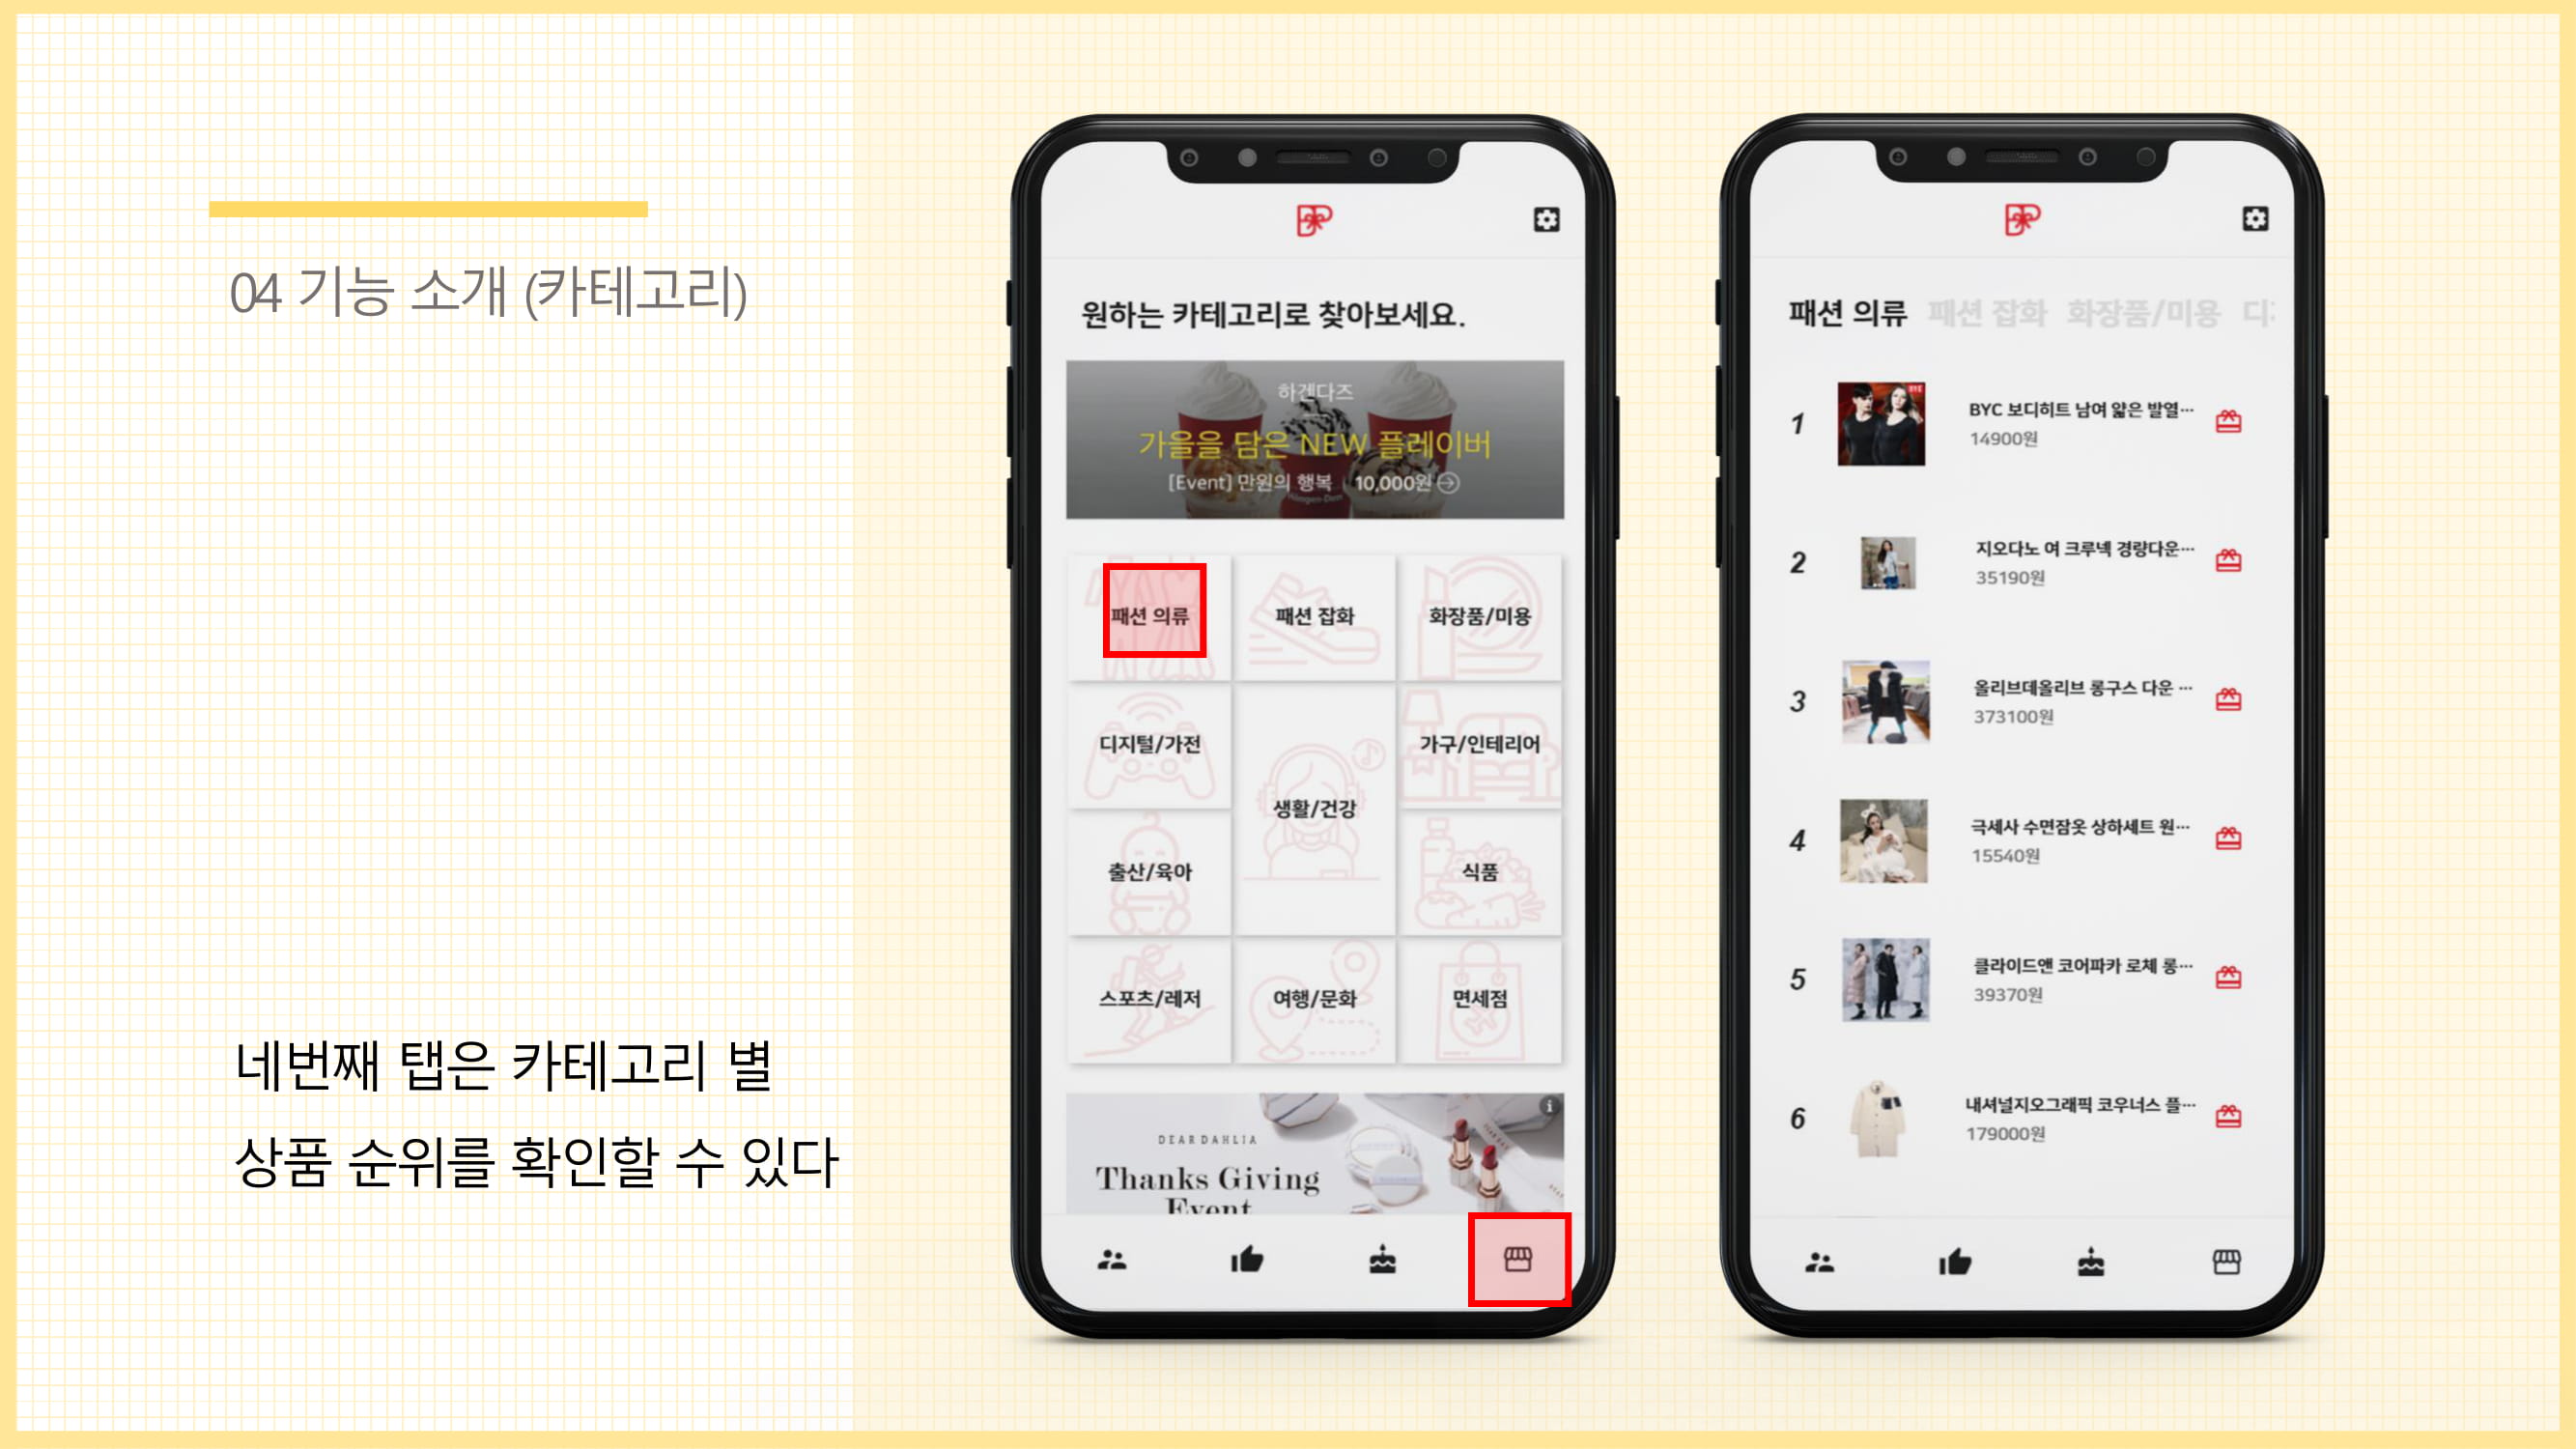 04 기능 소개 (카테고리)
네번째 탭은 카테고리 별
상품 순위를 확인할 수 있다
원하는 카테고리로 찾아보세요.
하겐다즈
가을을 담은 NEW 플레이버
[Event] 만원의 행복 10,000원
패션 의류
패션 잡화
화장품/미용
디지털/가전
생활/건강
가구/인테리어
출산/육아
식품
스포츠/레저
여행/문화
면세점
DEAR DAHLIA
Thanks Giving
Event
패션 의류 패션 잡화 화장품/미용
1
BYC 보디히트 남여 얇은 발열…
14900원
2
지오다노 여 크루넥 경량다운…
35190원
3
올리브데올리브 롱구스 다운 …
373100원
4
극세사 수면잠옷 상하세트 원…
15540원
5
클라이드앤 코어파카 로체 롱…
39370원
6
내셔널지오그래픽 코우너스 플…
179000원